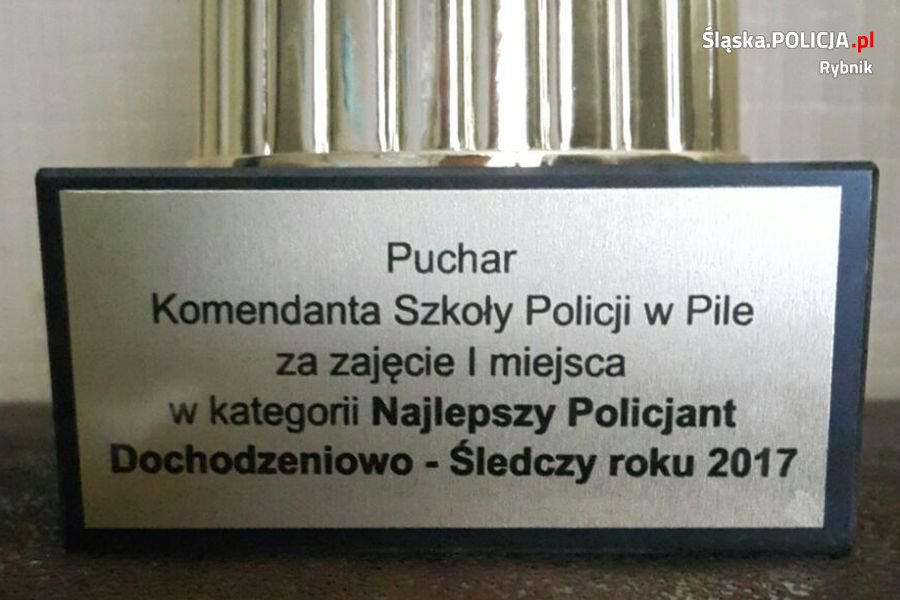 Śląska.POLICJA.pl
Rybnik
Puchar
Komendanta Szkoły Policji w Pile
za zajęcie I miejsca
w kategorii Najlepszy Policjant
Dochodzeniowo - Śledczy roku 2017